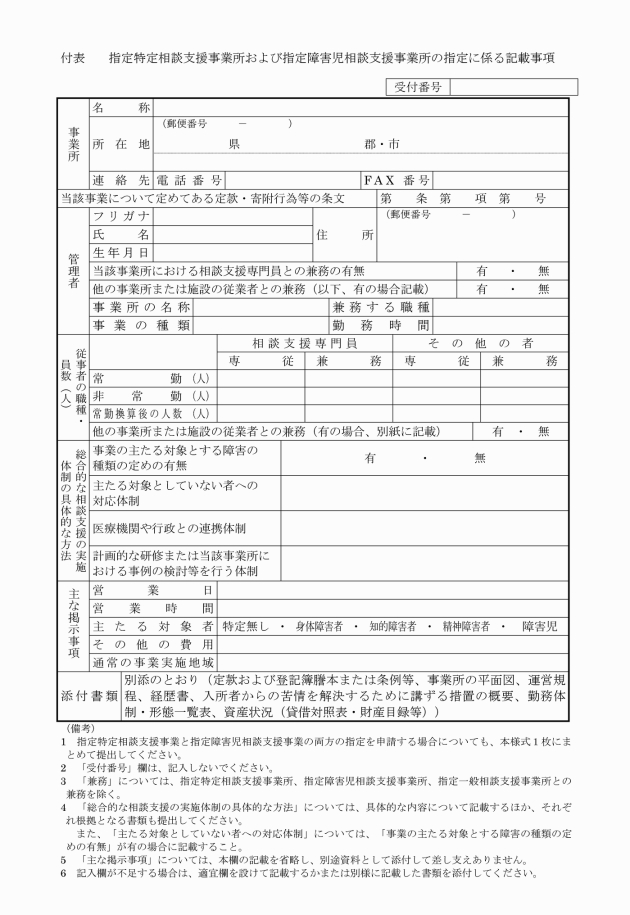 付表　　指定特定相談支援事業所および指定障害児相談支援事業所の指定に係る記載事項
受付番号
事業所
名　　称
（郵便番号　　－　　）
所 在 地　　県　　郡・市
連 絡 先　電 話 番 号　　FAX 番 号
当該事業について定めてある定款・寄附行為等の条文　　第　　条 第　　項 第　　号
管理者
フ リ ガ ナ
氏　　名
生 年 月 日
住　　所
（郵便番号　　－　　）
当該事業所における相談支援専門員との兼務の有無　　有　・　無
他の事業所または施設の従業者との兼務（以下、有の場合記載）　　有　・　無
事 業 所 の 名 称　　兼 務 す る 職 種
事 業 の 種 類　　勤 務 時 間
従事者の職種・
員数（人）
相 談 支 援 専 門 員　　そ の 他 の 者
専　　従　　兼　　務　　専　　従　　兼　　務
常　　勤 （人）
非　常　勤 （人）
常勤換算後の人数 （人）
他の事業所または施設の従業者との兼務（有の場合、別紙に記載）　　有　・　無
総合的な相談支援の実施
体制の具体的な方法
事業の主たる対象とする障害の
種類の定めの有無
有　　・　　無
主たる対象としていない者への
対応体制
医療機関や行政との連携体制
計画的な研修または当該事業所に
おける事例の検討等を行う体制
主な掲示事項
営　業　日
営　業　時　間
主 た る 対 象 者　特定無し ・ 身体障害者 ・ 知的障害者 ・ 精神障害者 ・ 障害児
そ の 他 の 費 用
通常の事業実施地域
添 付 書 類
別添のとおり（定款および登記簿謄本または条例等、事業所の平面図、運営規
程、経歴書、入所者からの苦情を解決するために講ずる措置の概要、勤務体
制・形態一覧表、資産状況（貸借対照表・財産目録等））
（備考）
1　指定特定相談支援事業と指定障害児相談支援事業の両方の指定を申請する場合についても、本様式１枚にま
とめて提出してください。
2　「受付番号」欄は、記入しないでください。
3　「兼務」については、指定特定相談支援事業所、指定障害児相談支援事業所、指定一般相談支援事業所との
兼務を除く。
4　「総合的な相談支援の実施体制の具体的な方法」については、具体的な内容について記載するほか、それぞ
れ根拠となる書類も提出してください。
また、「主たる対象としていない者への対応体制」については、「事業の主たる対象とする障害の種類の定
めの有無」が有の場合に記載すること。
5　「主な掲示事項」については、本欄の記載を省略し、別途資料として添付して差し支えありません。
6　記入欄が不足する場合は、適宜欄を設けて記載するかまたは別様に記載した書類を添付してください。